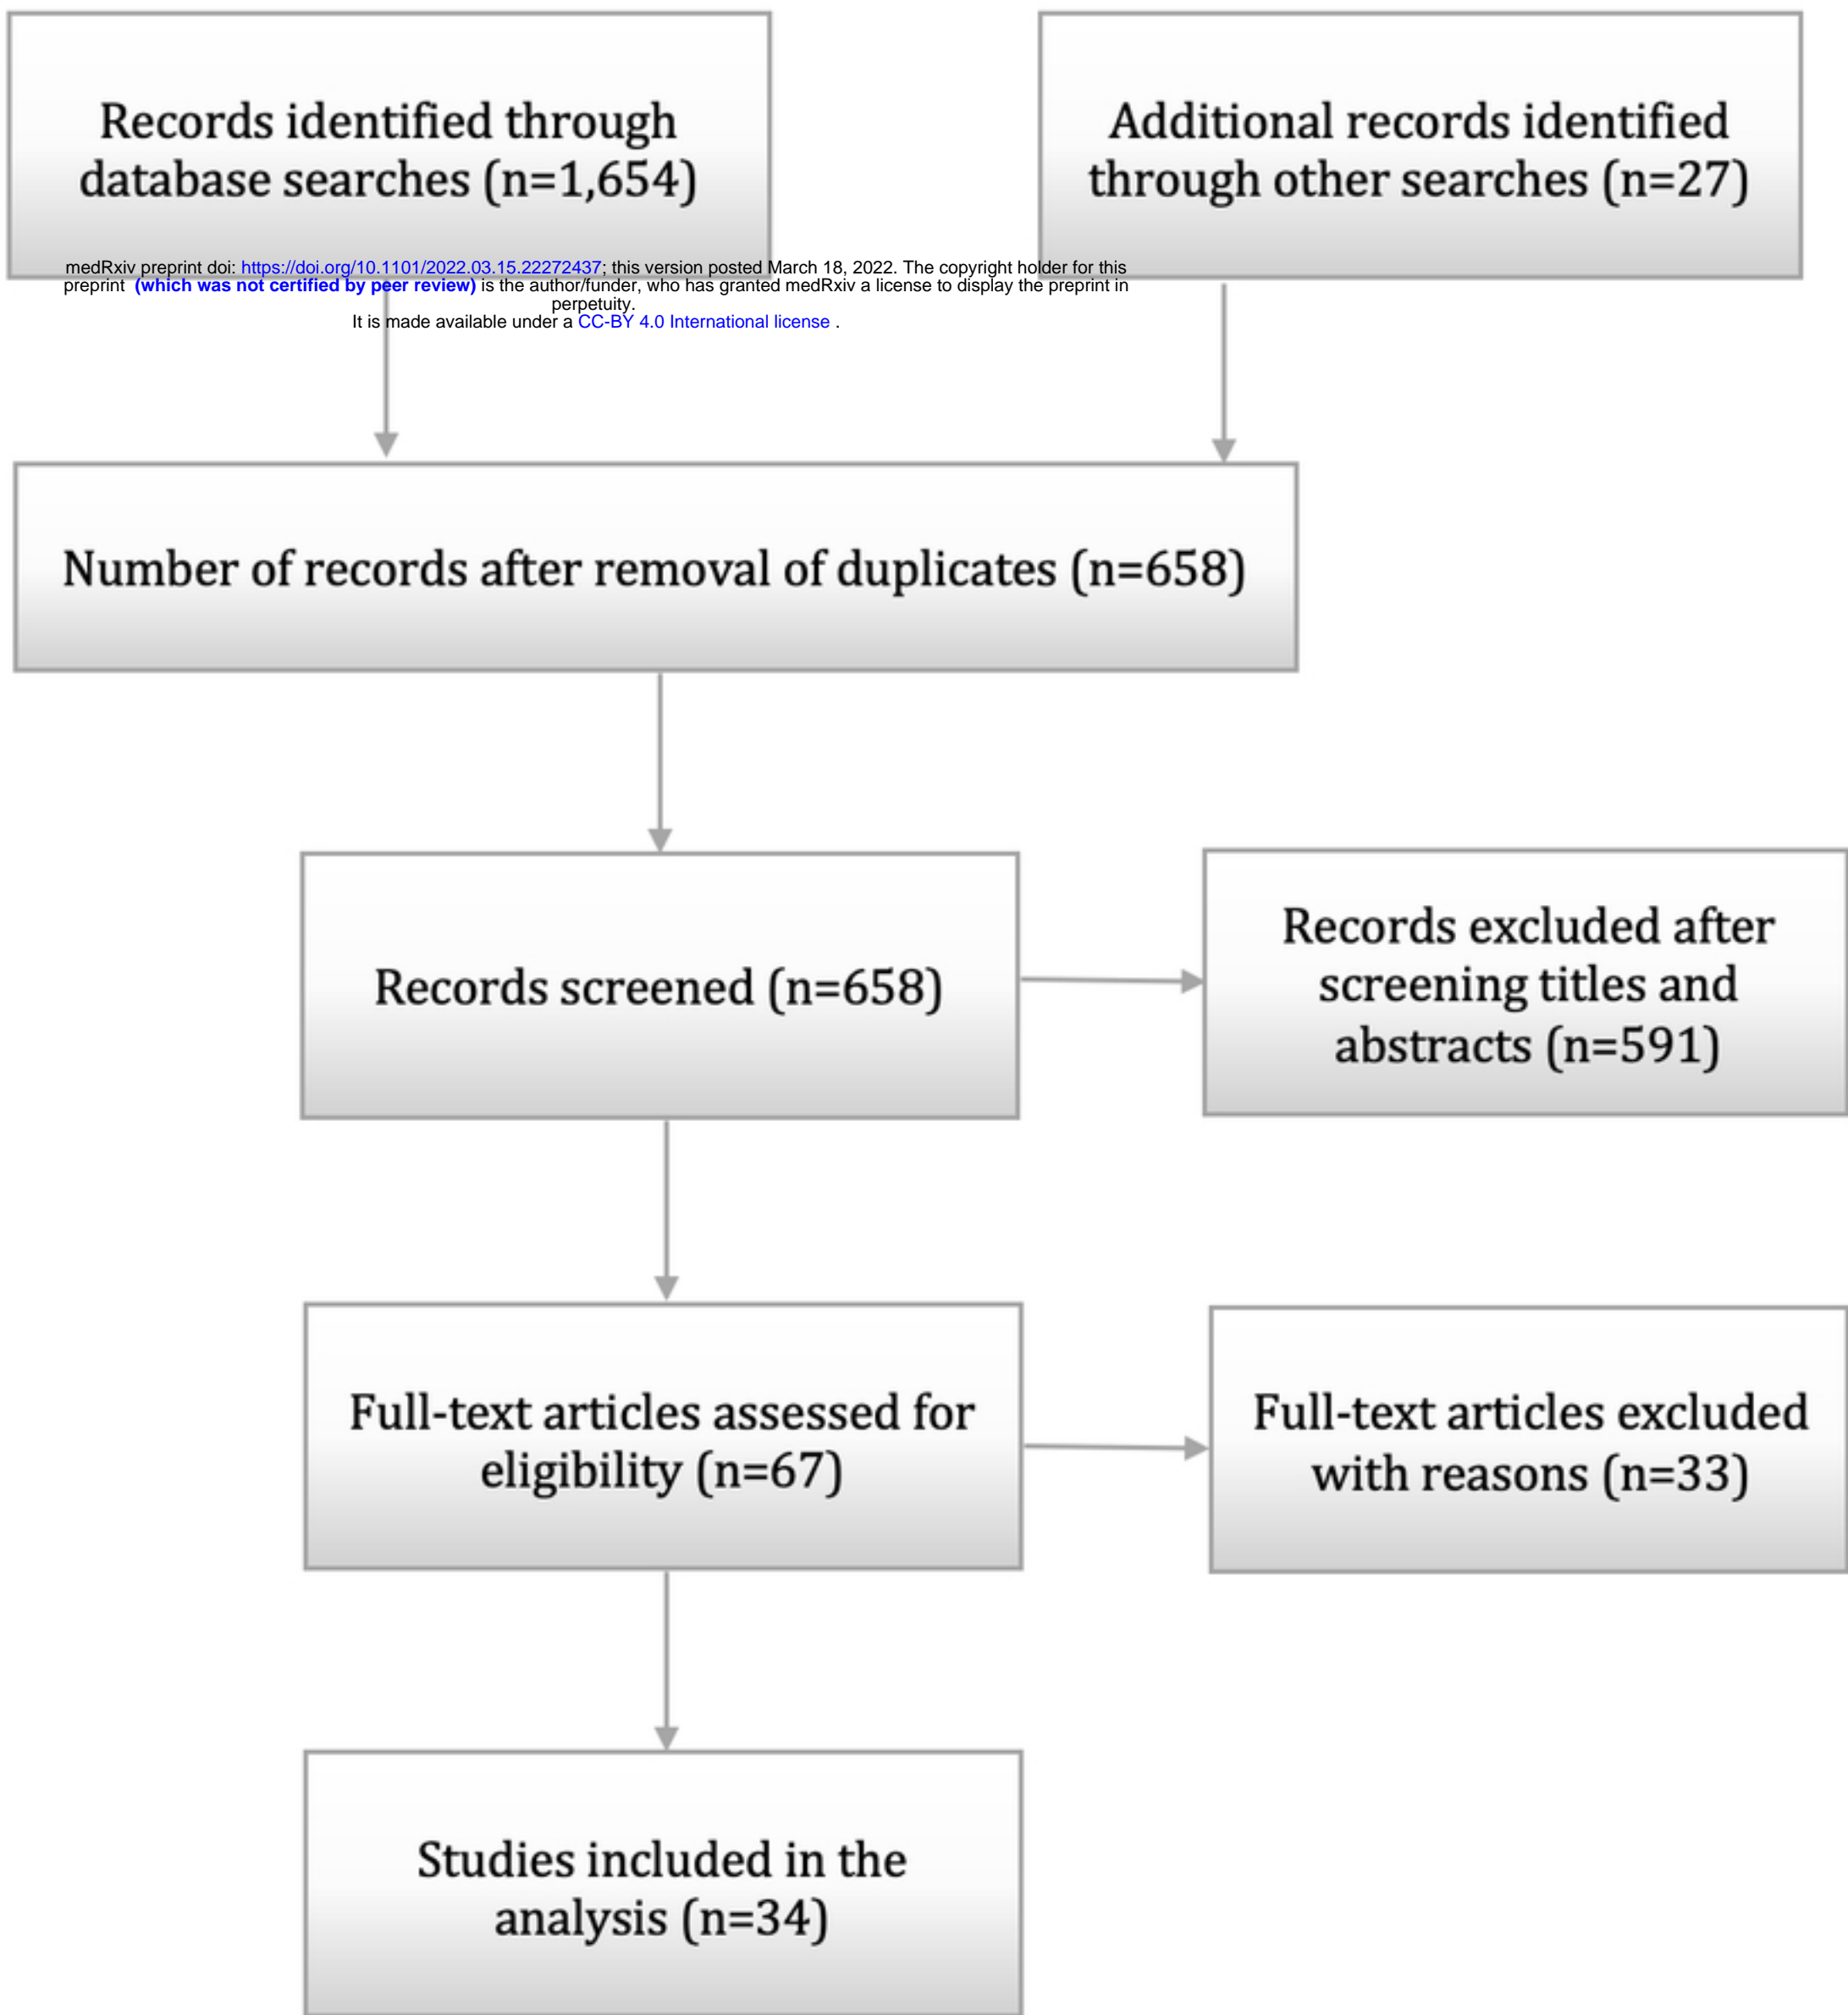 Records identified through
database searches (n=1,654)
Additional records identified
through other searches (n=27)
medRxiv preprint doi: https://doi.org/10.1101/2022.03.15.22272437; this version posted March 18, 2022. The copyright holder for this
preprint (which was not certified by peer review) is the author/funder, who has granted medRxiv a license to display the preprint in
perpetuity.
It is made available under a CC-BY 4.0 International license .
Number of records after removal of duplicates (n=658)
Records screened (n=658)
Records excluded after
screening titles and
abstracts (n=591)
Full-text articles assessed for
eligibility (n=67)
Full-text articles excluded
with reasons (n=33)
Studies included in the
analysis (n=34)